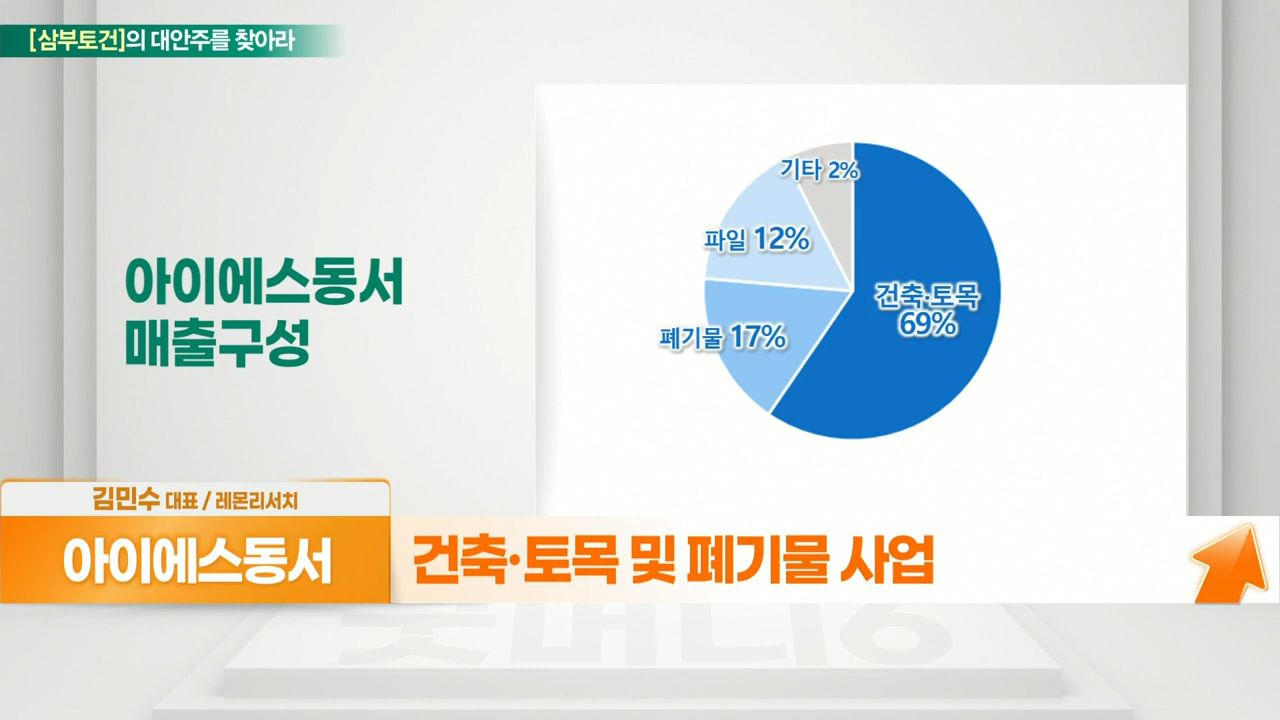 [삼부토건]의 대안주를 찾아라
아이에스동서
매출구성
기타 2%
파일 12%
폐기물 17%
건축·토목
69%
김민수 대표 / 레몬리서치
아이에스동서
건축·토목 및 폐기물 사업